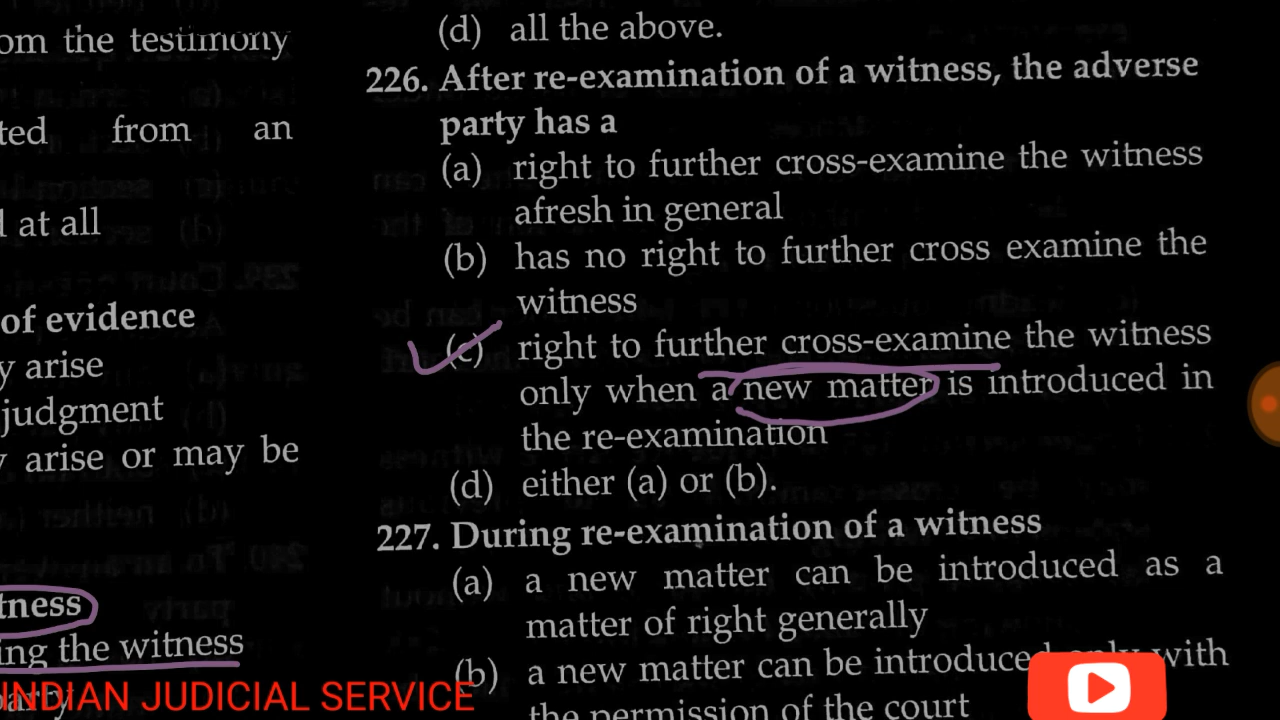 om the testimony
ted from an
at all
of evidence
y arise
judgment
y arise or may be
tness
ing the witness
party
INDIAN JUDICIAL SERVICE
(d) all the above.
226. After re-examination of a witness, the adverse
party has a
(a) right to further cross-examine the witness
afresh in general
(b) has no right to further cross examine the
witness
(c) right to further cross-examine the witness
only when a new matter is introduced in
the re-examination
(d) either (a) or (b).
227. During re-examination of a witness
(a) a new matter can be introduced as a
matter of right generally
(b) a new matter can be introduced only with
the permission of the court